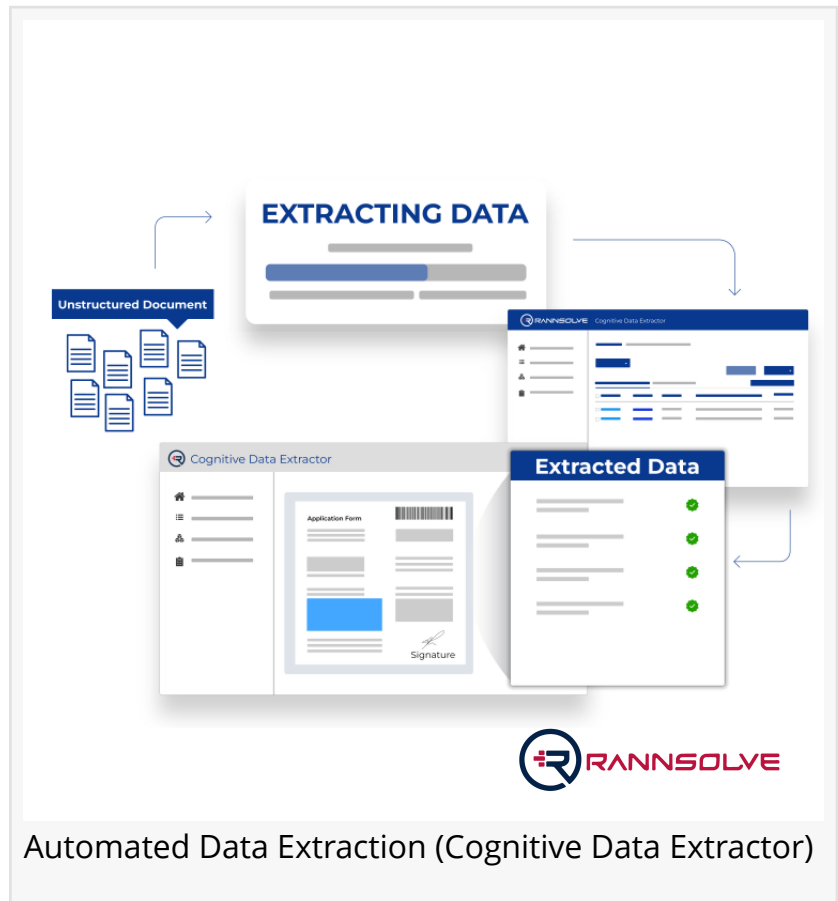 EXTRACTING DATA
Unstructured Document
RANNSOLVE Cognitive Data Extractor
Cognitive Data Extractor
Extracted Data
Application Form
Signature
RANNSOLVE
Automated Data Extraction (Cognitive Data Extractor)